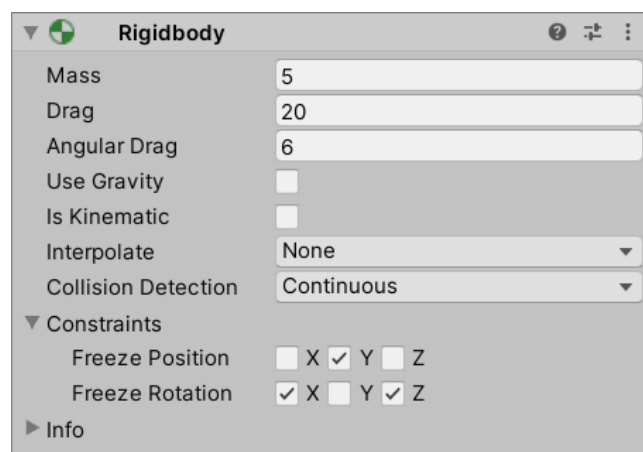 Rigidbody
Mass 5
Drag 20
Angular Drag 6
Use Gravity
Is Kinematic
Interpolate None
Collision Detection Continuous
Constraints
Freeze Position X Y Z
Freeze Rotation X Y Z
Info